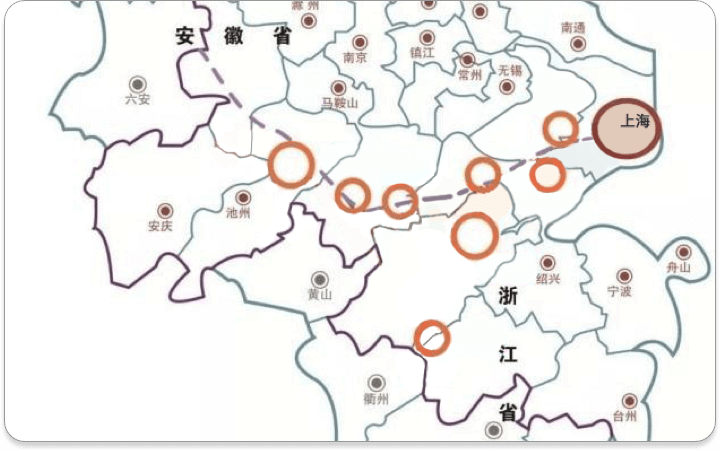 滁州
安徽省
南通
南京
镇江
常州
无锡
六安
马鞍山
上海
池州
安庆
舟山
绍兴
宁波
黄山
浙
江
省
衢州
台州